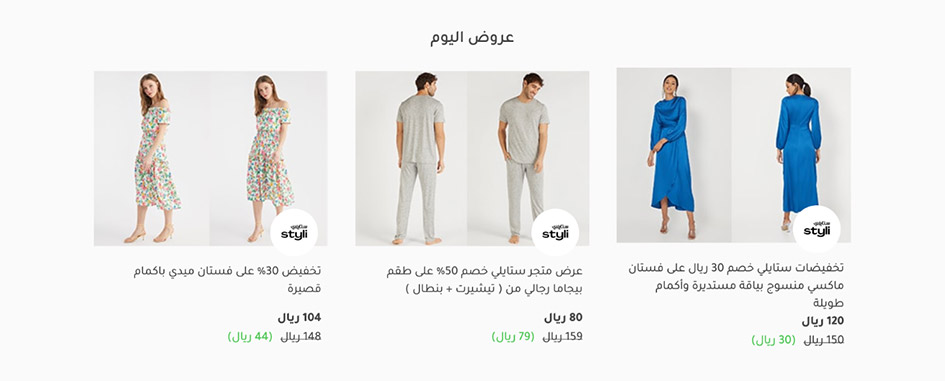 عروض اليوم
ستايلي
styli
تخفيضات ستايلي خصم 30 ريال على فستان
ماكسي منسوج بياقة مستديرة وأكمام
طويلة
120 ريال
150 ريال (30 ريال)
ستايلي
styli
عرض متجر ستايلي خصم 50% على طقم
بيجاما رجالي من ( تيشيرت + بنطال )
80 ريال
159 ريال (79 ريال)
ستايلي
styli
تخفيض 30% على فستان ميدي باكمام
قصيرة
104 ريال
148 ريال (44 ريال)